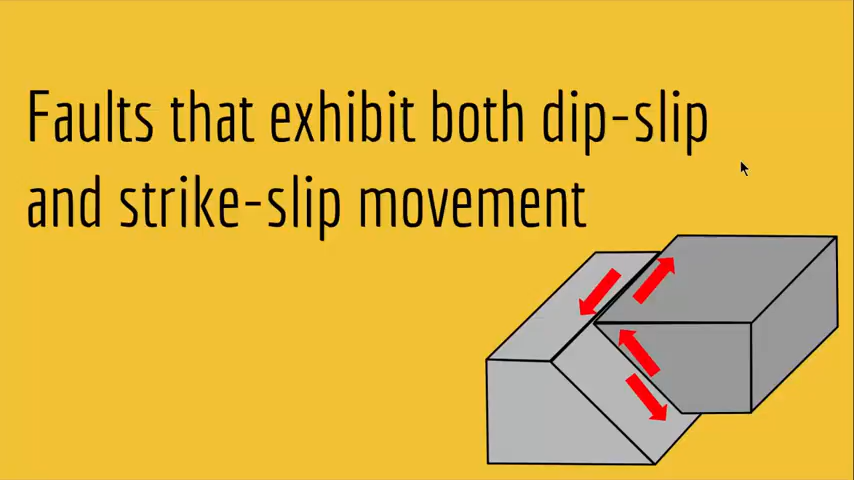 Faults that exhibit both dip-slip
and strike-slip movement